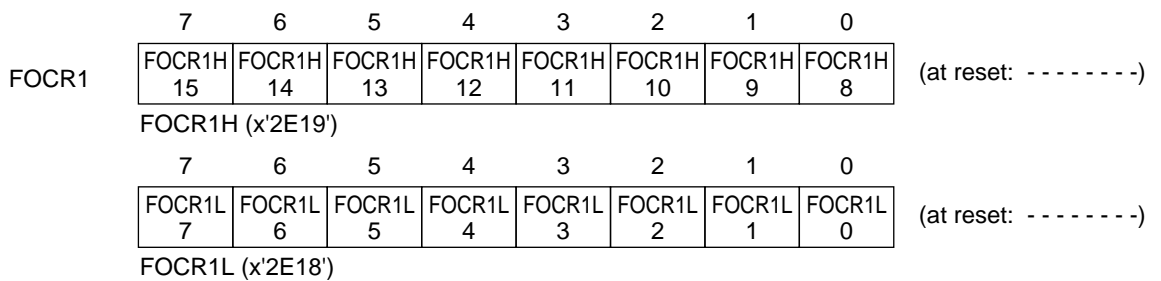 7 6 5 4 3 2 1 0
FOCR1 FOCR1H FOCR1H FOCR1H FOCR1H FOCR1H FOCR1H FOCR1H FOCR1H (at reset: - - - - - - - -)
15 14 13 12 11 10 9 8
FOCR1H (x'2E19')
7 6 5 4 3 2 1 0
FOCR1L FOCR1L FOCR1L FOCR1L FOCR1L FOCR1L FOCR1L FOCR1L (at reset: - - - - - - - -)
7 6 5 4 3 2 1 0
FOCR1L (x'2E18')